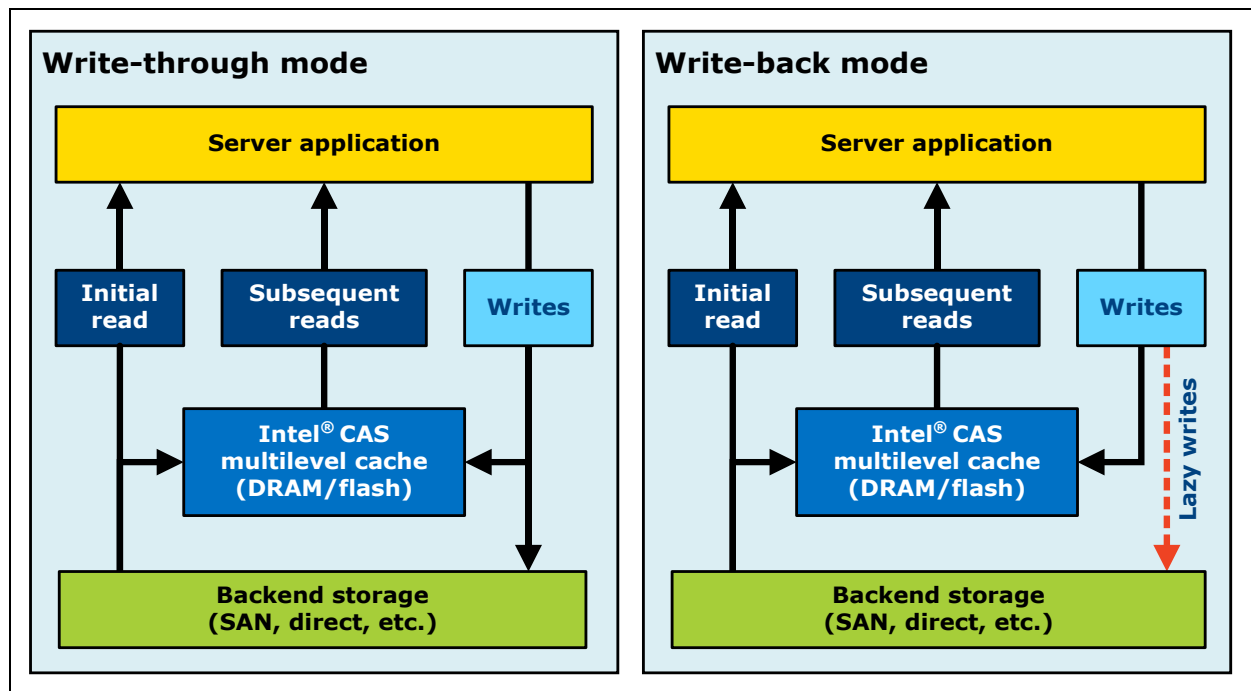 Write-through mode
Server application
Initial
read
Subsequent
reads
Writes
Intel® CAS
multilevel cache
(DRAM/flash)
Backend storage
(SAN, direct, etc.)
Write-back mode
Server application
Initial
read
Subsequent
reads
Writes
Lazy writes
Intel® CAS
multilevel cache
(DRAM/flash)
Backend storage
(SAN, direct, etc.)